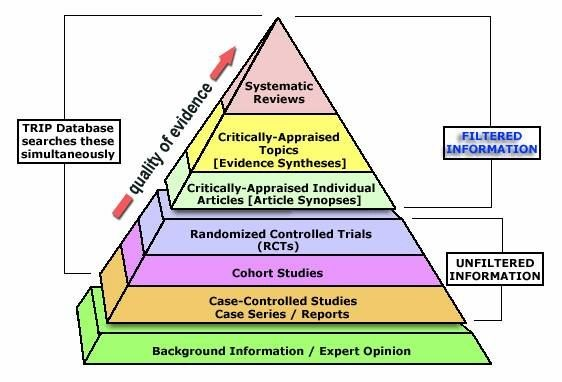 Systematic
Reviews
quality of evidence
TRIP Database
searches these
simultaneously
Critically-Appraised
Topics
[Evidence Syntheses]
FILTERED
INFORMATION
Critically-Appraised Individual
Articles [Article Synopses]
Randomized Controlled Trials
(RCTs)
UNFILTERED
INFORMATION
Cohort Studies
Case-Controlled Studies
Case Series / Reports
Background Information / Expert Opinion